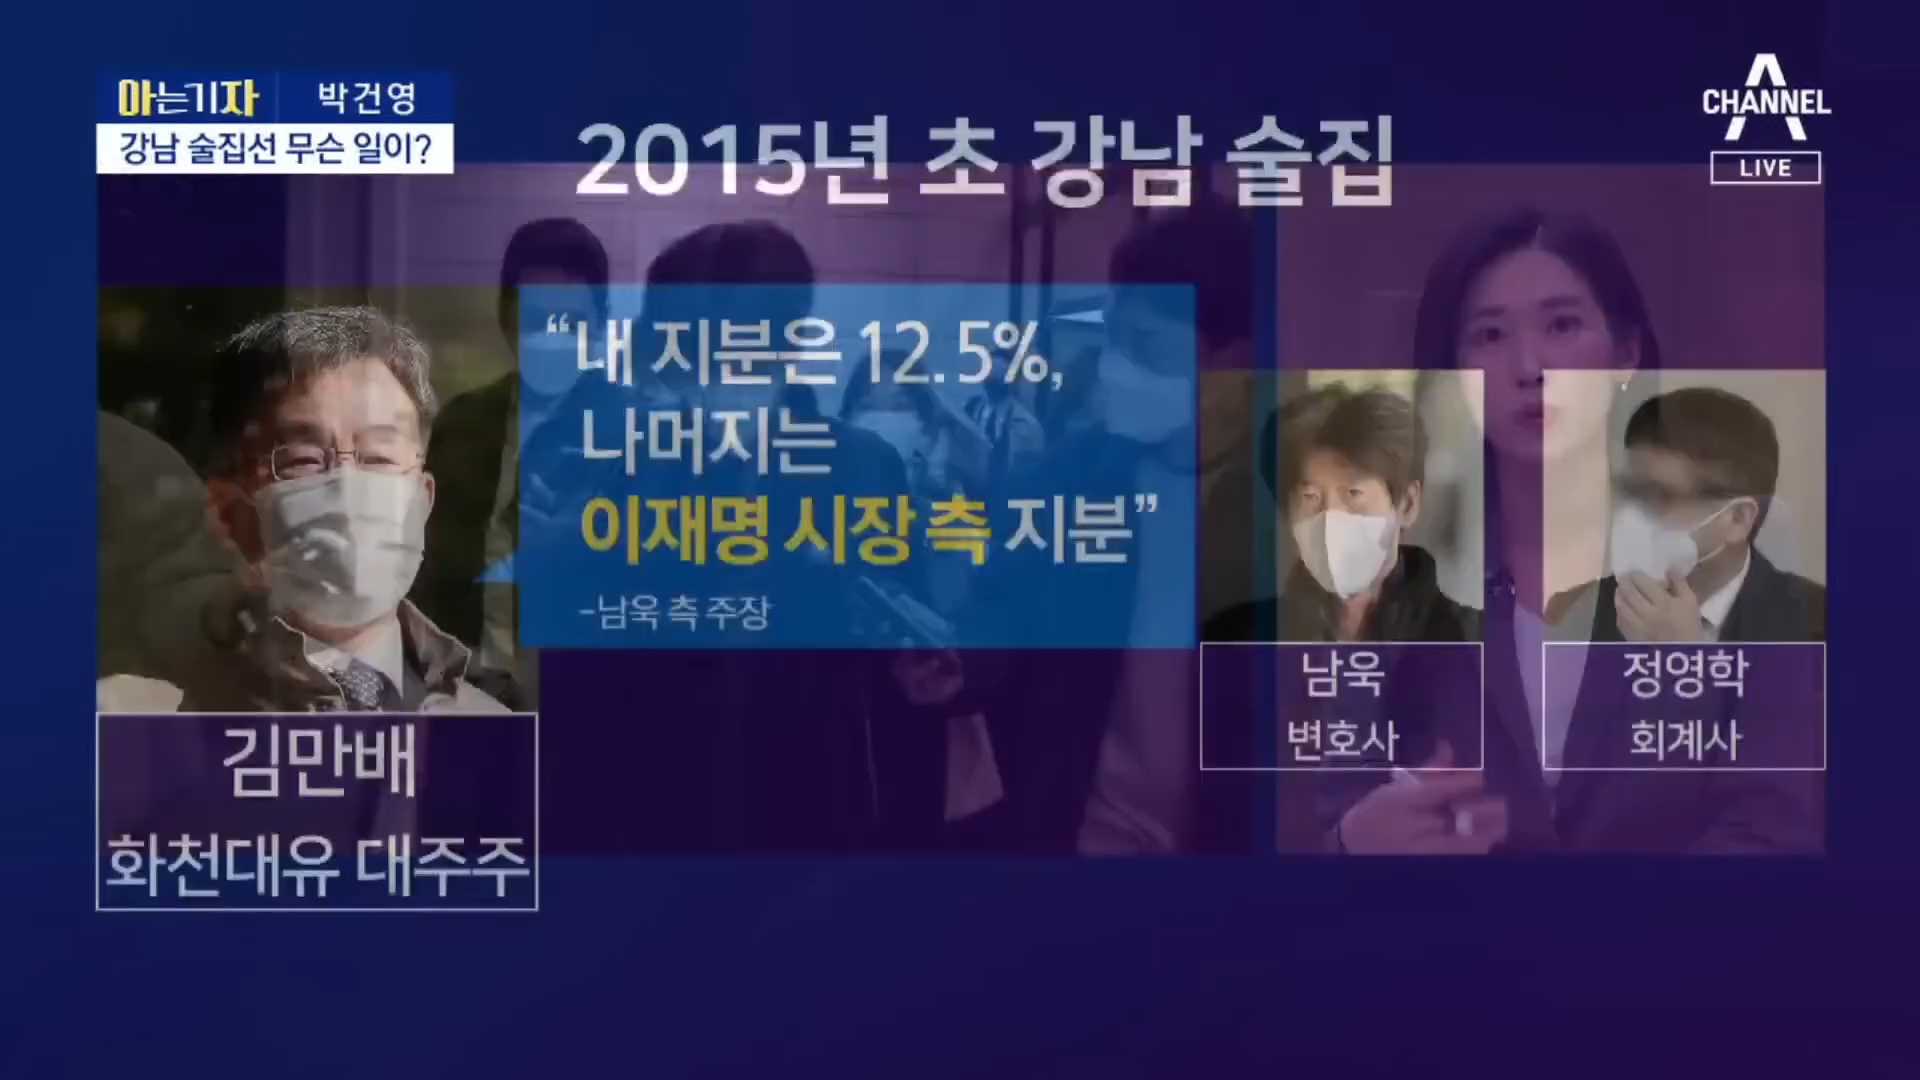 아는기자 박건영
강남 술집선 무슨 일이?
CHANNEL A
LIVE
2015년 초 강남 술집
“내 지분은 12.5%,
나머지는
이재명 시장 측 지분”
-남욱 측 주장
김만배
화천대유 대주주
남욱
변호사
정영학
회계사